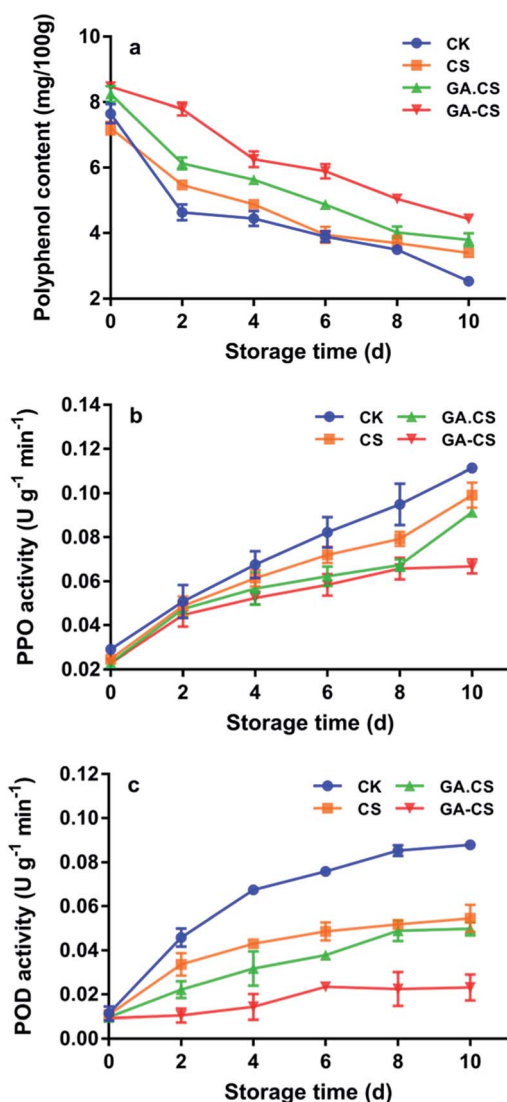 a
CK
CS
GA.CS
GA-CS
Polyphenol content (mg/100g)
10
8
6
4
2
0 2 4 6 8 10
Storage time (d)
b
CK GA.CS
CS GA-CS
PPO activity (U g⁻¹ min⁻¹)
0.14
0.12
0.10
0.08
0.06
0.04
0.02
0 2 4 6 8 10
Storage time (d)
c
CK GA.CS
CS GA-CS
POD activity (U g⁻¹ min⁻¹)
0.12
0.10
0.08
0.06
0.04
0.02
0.00
0 2 4 6 8 10
Storage time (d)